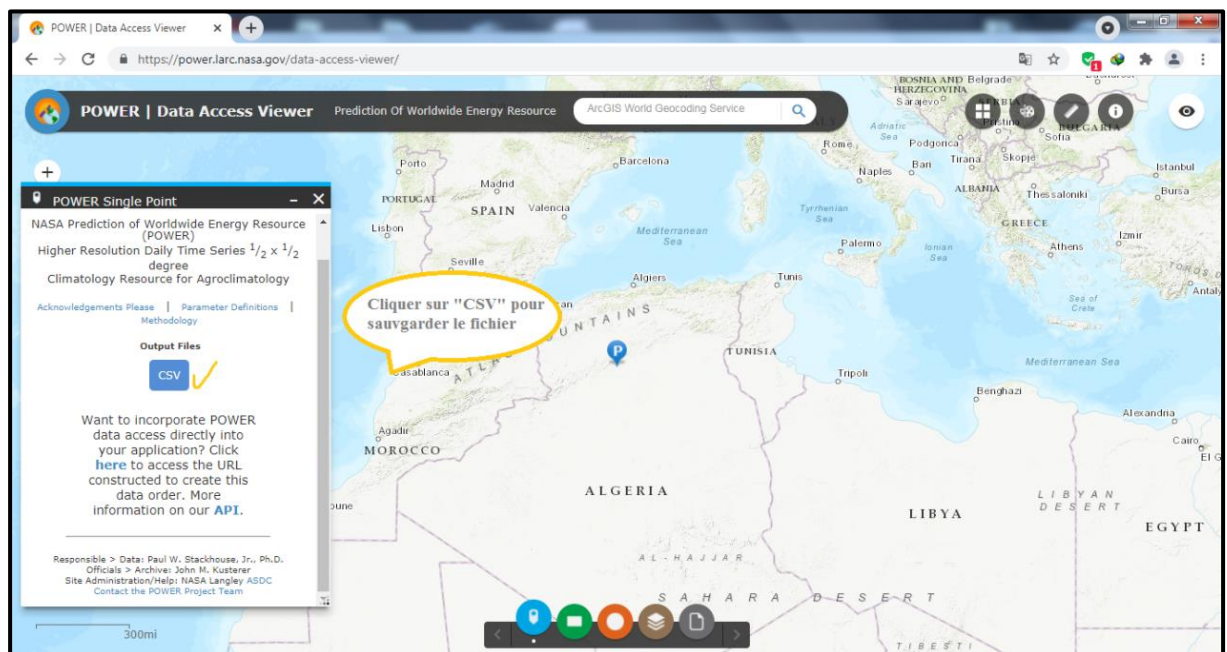 POWER | Data Access Viewer
https://power.larc.nasa.gov/data-access-viewer/
1
POWER | Data Access Viewer
Prediction Of Worldwide Energy Resource
ArcGIS World Geocoding Service
POWER Single Point
NASA Prediction of Worldwide Energy Resource
(POWER)
Higher Resolution Daily Time Series 1/2 x 1/2
degree
Climatology Resource for Agroclimatology
Acknowledgements Please | Parameter Definitions |
Methodology
Output Files
CSV
Want to incorporate POWER
data access directly into
your application? Click
here to access the URL
constructed to create this
data order. More
information on our API.
Responsible > Data: Paul W. Stackhouse, Jr., Ph.D.
Officials > Archive: John M. Kusterer
Site Administration/Help: NASA Langley ASDC
Contact the POWER Project Team
Cliquer sur "CSV" pour
sauvgarder le fichier
BOSNIA AND
HERZEGOVINA
Belgrade
Sarajevo
BULGARIA
Sofia
Adriatic
Sea
Podgorica
Rome
Porto
Barcelona
Naples
Bari
Tirana
Skopje
Istanbul
Madrid
ALBANIA
Thessaloniki
Bursa
PORTUGAL
SPAIN
Valencia
Tyrrhenian
Sea
GREECE
Lisbon
Mediterranean
Sea
Izmir
Palermo
Ionian
Sea
Athens
Seville
Algiers
Tunis
TOROS D
Antaly
Sea of
Crete
P
TUNISIA
Mediterranean Sea
Casablanca
Tripoli
Benghazi
Alexandria
Agadir
Cairo
MOROCCO
El G
ALGERIA
LIBYAN
DESERT
LIBYA
EGYPT
AL-HAJJAR
SAHARA DESERT
TIBESTI
300mi